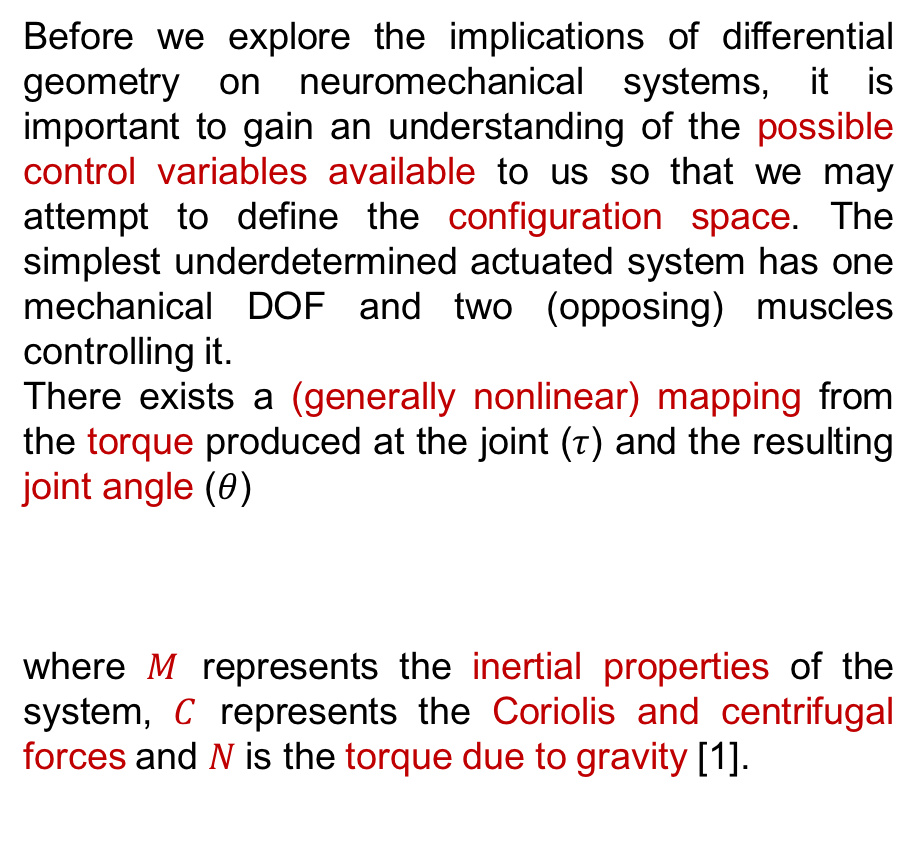 Before we explore the implications of differential
geometry on neuromechanical systems, it is
important to gain an understanding of the possible
control variables available to us so that we may
attempt to define the configuration space. The
simplest underdetermined actuated system has one
mechanical DOF and two (opposing) muscles
controlling it.
There exists a (generally nonlinear) mapping from
the torque produced at the joint (τ) and the resulting
joint angle (θ)
where M represents the inertial properties of the
system, C represents the Coriolis and centrifugal
forces and N is the torque due to gravity [1].